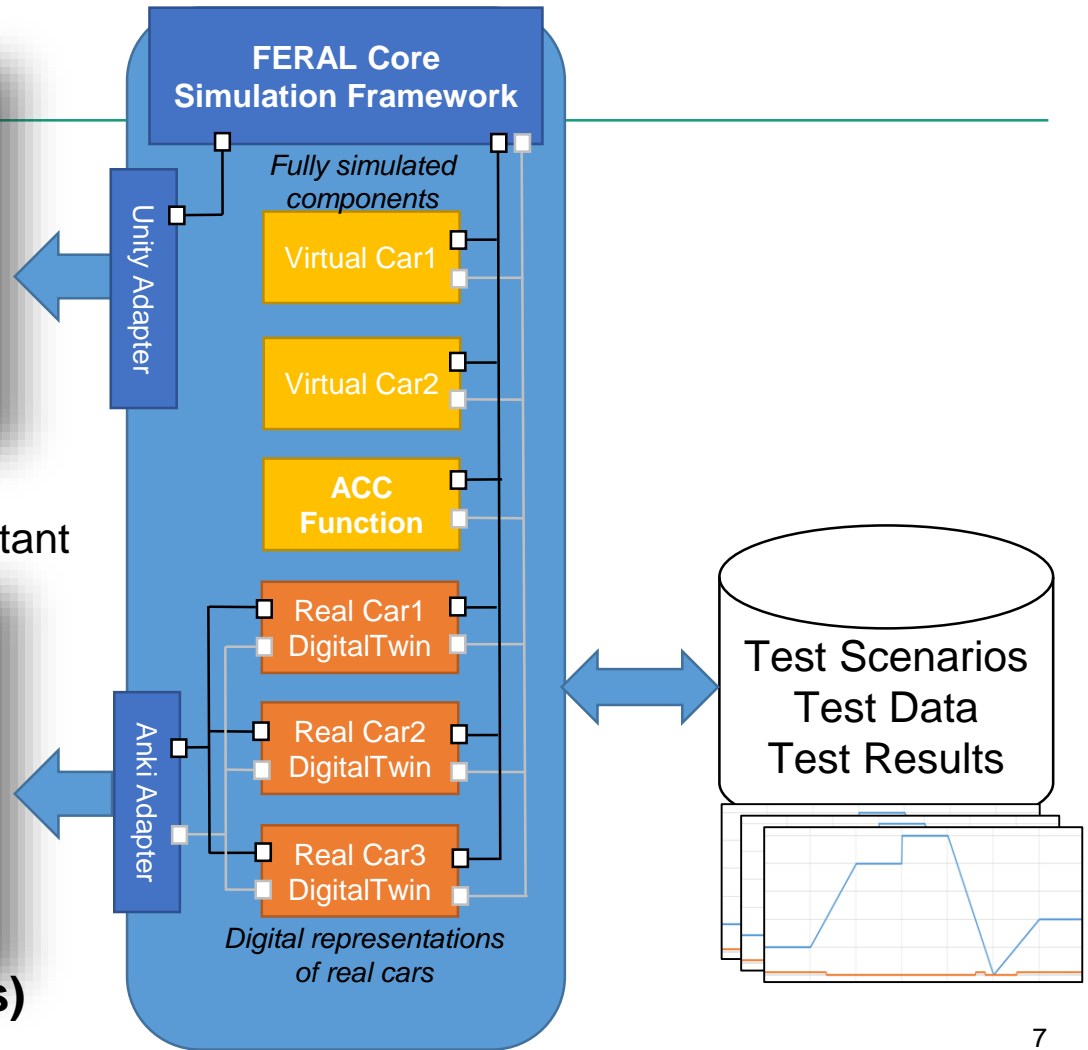 FERAL Core
Simulation Framework
Fully simulated
components
Unity Adapter
Virtual Car1
Virtual Car2
ACC
Function
tant
Real Car1
DigitalTwin
Real Car2
DigitalTwin
Anki Adapter
Real Car3
DigitalTwin
Digital representations
of real cars
s)
Test Scenarios
Test Data
Test Results
7